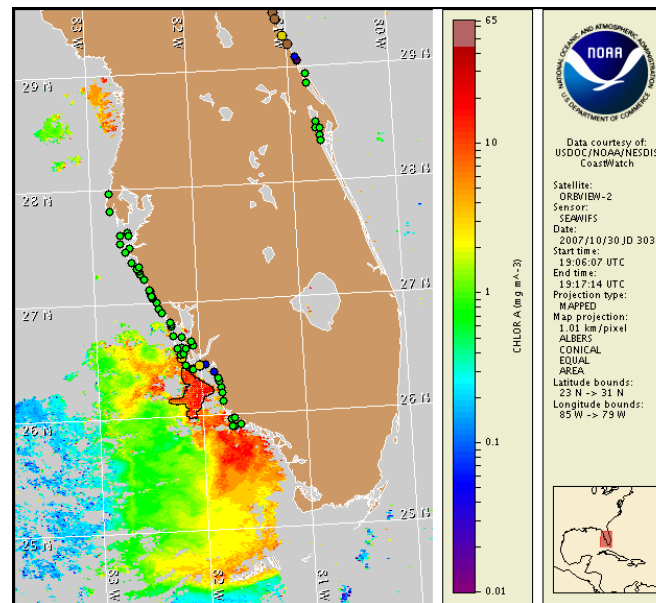 83 W
82 W
81 W
80 W
29 N
29 N
28 N
28 N
27 N
27 N
26 N
26 N
25 N
25 N
83 W
82 W
81 W
65
10
1
0.1
0.01
CHLOR A (mg m^-3)
NATIONAL OCEANIC AND ATMOSPHERIC ADMINISTRATION
NOAA
U.S. DEPARTMENT OF COMMERCE
Data courtesy of:
USDOC/NOAA/NESDIS
CoastWatch
Satellite:
ORBVIEW-2
Sensor:
SEAWIFS
Date:
2007/10/30 JD 303
Start time:
19:06:07 UTC
End time:
19:17:14 UTC
Projection type:
MAPPED
Map projection:
1.01 km/pixel
ALBERS
CONICAL
EQUAL
AREA
Latitude bounds:
23 N -> 31 N
Longitude bounds:
85 W -> 79 W